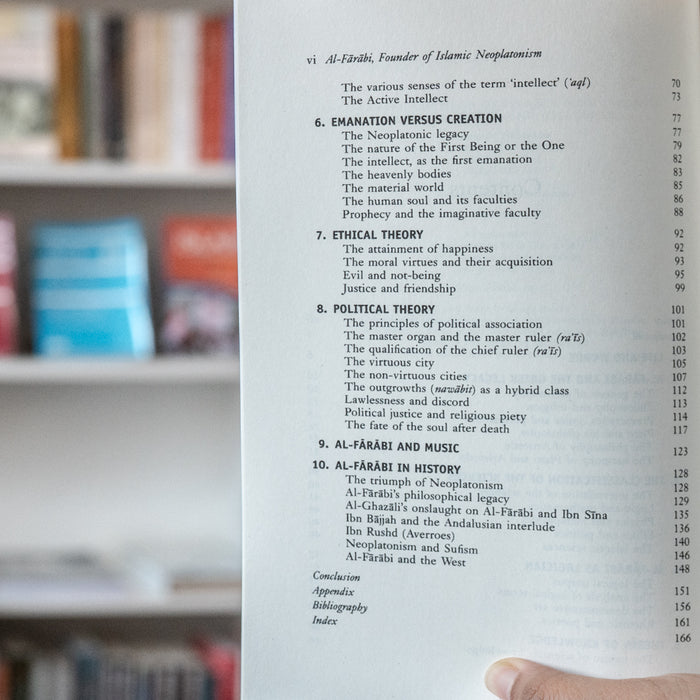 vi Al-Fārābi, Founder of Islamic Neoplatonism
The various senses of the term ‘intellect’ (‘aql) 70
The Active Intellect 73
6. EMANATION VERSUS CREATION 77
The Neoplatonic legacy 77
The nature of the First Being or the One 79
The intellect, as the first emanation 82
The heavenly bodies 83
The material world 85
The human soul and its faculties 86
Prophecy and the imaginative faculty 88
7. ETHICAL THEORY 92
The attainment of happiness 92
The moral virtues and their acquisition 93
Evil and not-being 95
Justice and friendship 99
8. POLITICAL THEORY 101
The principles of political association 101
The master organ and the master ruler (ra’īs) 102
The qualification of the chief ruler (ra’īs) 103
The virtuous city 105
The non-virtuous cities 107
The outgrowths (nawābit) as a hybrid class 112
Lawlessness and discord 113
Political justice and religious piety 114
The fate of the soul after death 117
9. AL-FĀRĀBI AND MUSIC 123
10. AL-FĀRĀBI IN HISTORY 128
The triumph of Neoplatonism 128
Al-Fārābi’s philosophical legacy 129
Al-Ghazāli’s onslaught on Al-Fārābi and Ibn Sīna 135
Ibn Bājjah and the Andalusian interlude 136
Ibn Rushd (Averroes) 140
Neoplatonism and Sufism 146
Al-Fārābi and the West 148
Conclusion 151
Appendix 156
Bibliography 161
Index 166